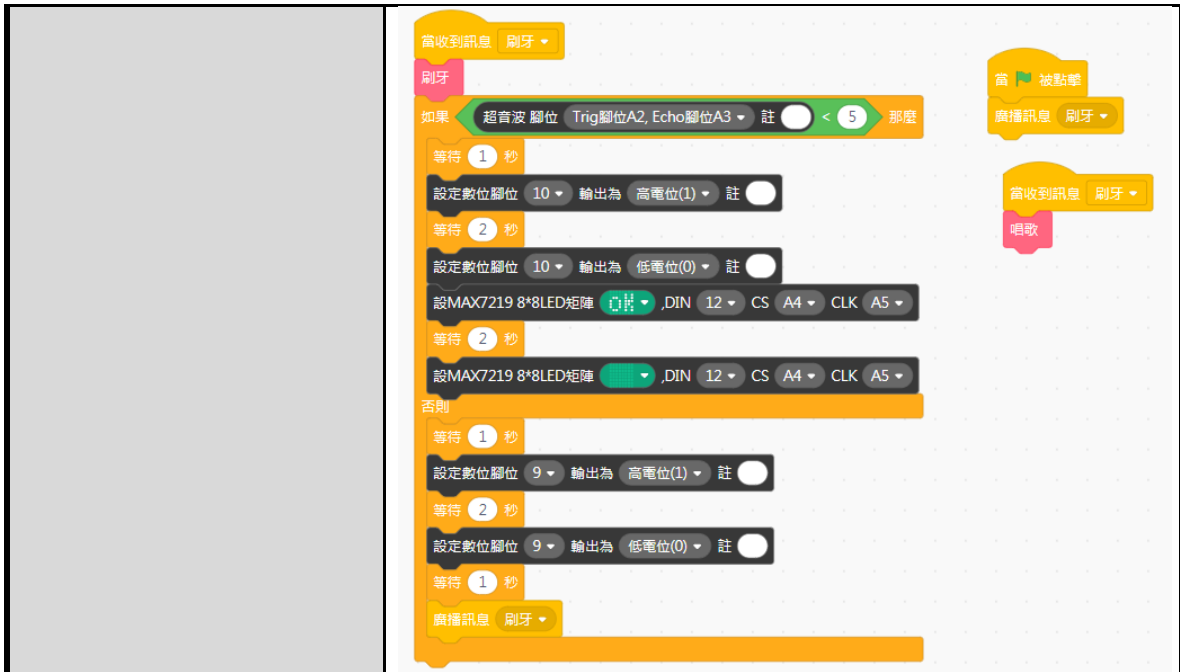 當收到訊息 刷牙
刷牙
如果 超音波 腳位 Trig腳位A2, Echo腳位A3 註 < 5 那麼
等待 1 秒
設定數位腳位 10 輸出為 高電位(1) 註
等待 2 秒
設定數位腳位 10 輸出為 低電位(0) 註
設MAX7219 8*8LED矩陣 OK ,DIN 12 CS A4 CLK A5
等待 2 秒
設MAX7219 8*8LED矩陣 ,DIN 12 CS A4 CLK A5
否則
等待 1 秒
設定數位腳位 9 輸出為 高電位(1) 註
等待 2 秒
設定數位腳位 9 輸出為 低電位(0) 註
等待 1 秒
廣播訊息 刷牙
當 被點擊
廣播訊息 刷牙
當收到訊息 刷牙
唱歌